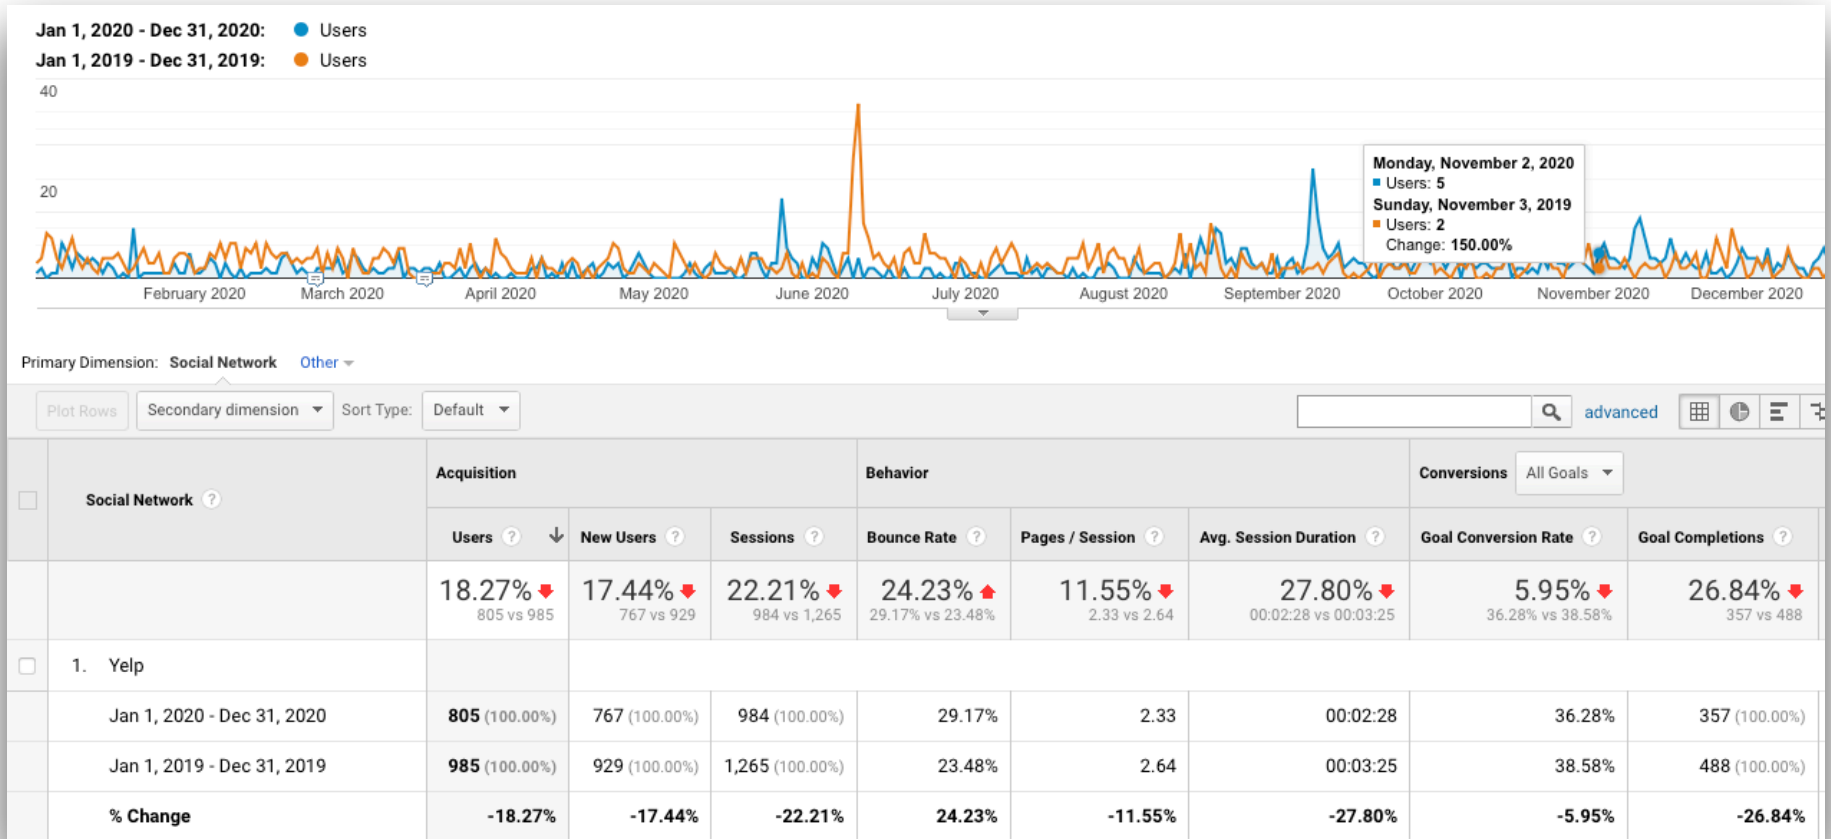 Jan 1, 2020 - Dec 31, 2020: Users
Jan 1, 2019 - Dec 31, 2019: Users
40
20
Monday, November 2, 2020
Users: 5
Sunday, November 3, 2019
Users: 2
Change: 150.00%
February 2020 March 2020 April 2020 May 2020 June 2020 July 2020 August 2020 September 2020 October 2020 November 2020 December 2020
Primary Dimension: Social Network Other
Plot Rows Secondary dimension Sort Type: Default advanced
Social Network ? Acquisition Behavior Conversions All Goals
Users ? New Users ? Sessions ? Bounce Rate ? Pages / Session ? Avg. Session Duration ? Goal Conversion Rate ? Goal Completions ?
18.27% 17.44% 22.21% 24.23% 11.55% 27.80% 5.95% 26.84%
805 vs 985 767 vs 929 984 vs 1,265 29.17% vs 23.48% 2.33 vs 2.64 00:02:28 vs 00:03:25 36.28% vs 38.58% 357 vs 488
1. Yelp
Jan 1, 2020 - Dec 31, 2020 805 (100.00%) 767 (100.00%) 984 (100.00%) 29.17% 2.33 00:02:28 36.28% 357 (100.00%)
Jan 1, 2019 - Dec 31, 2019 985 (100.00%) 929 (100.00%) 1,265 (100.00%) 23.48% 2.64 00:03:25 38.58% 488 (100.00%)
% Change -18.27% -17.44% -22.21% 24.23% -11.55% -27.80% -5.95% -26.84%